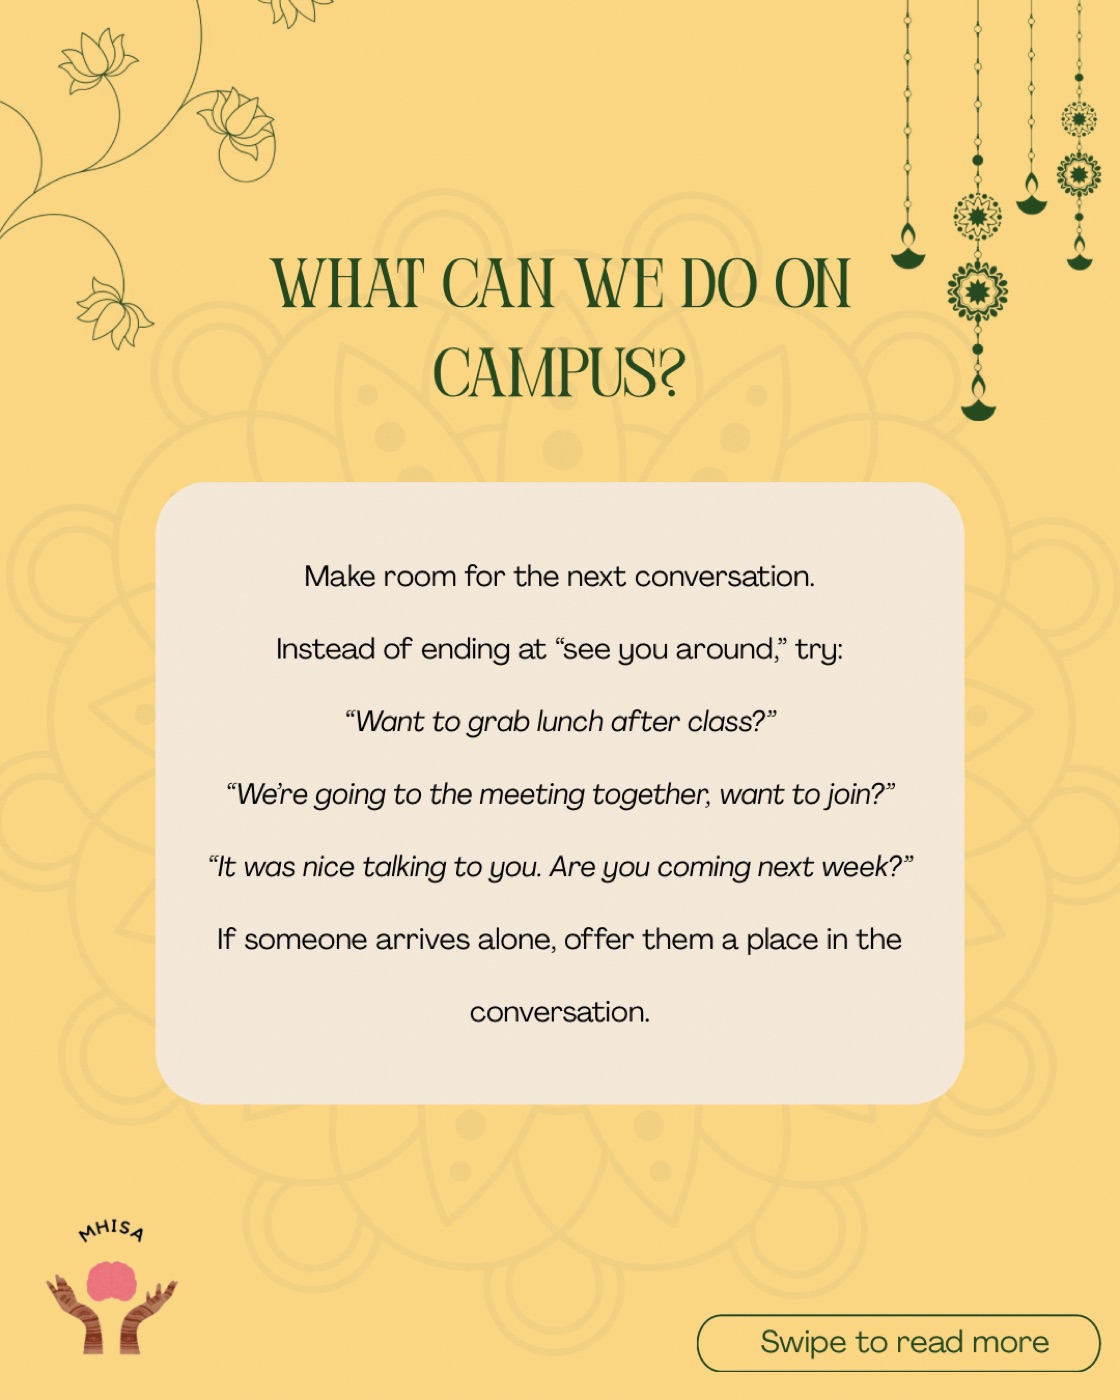 WHAT CAN WE DO ON
CAMPUS?
Make room for the next conversation.
Instead of ending at “see you around,” try:
“Want to grab lunch after class?”
“We’re going to the meeting together, want to join?”
“It was nice talking to you. Are you coming next week?”
If someone arrives alone, offer them a place in the
conversation.
MHISA
Swipe to read more